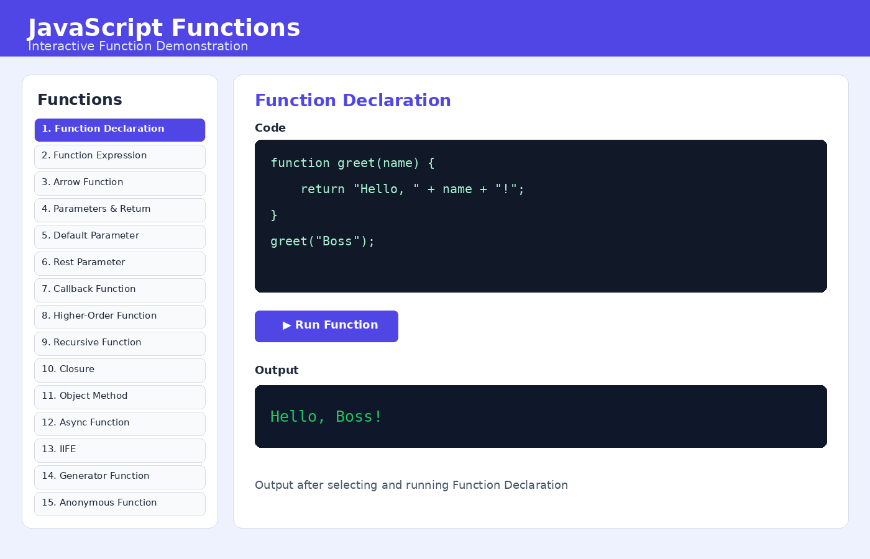 JavaScript Functions
Interactive Function Demonstration
Functions
1. Function Declaration
2. Function Expression
3. Arrow Function
4. Parameters & Return
5. Default Parameter
6. Rest Parameter
7. Callback Function
8. Higher-Order Function
9. Recursive Function
10. Closure
11. Object Method
12. Async Function
13. IIFE
14. Generator Function
15. Anonymous Function
Function Declaration
Code
function greet(name) {
    return "Hello, " + name + "!";
}
greet("Boss");
▶ Run Function
Output
Hello, Boss!
Output after selecting and running Function Declaration